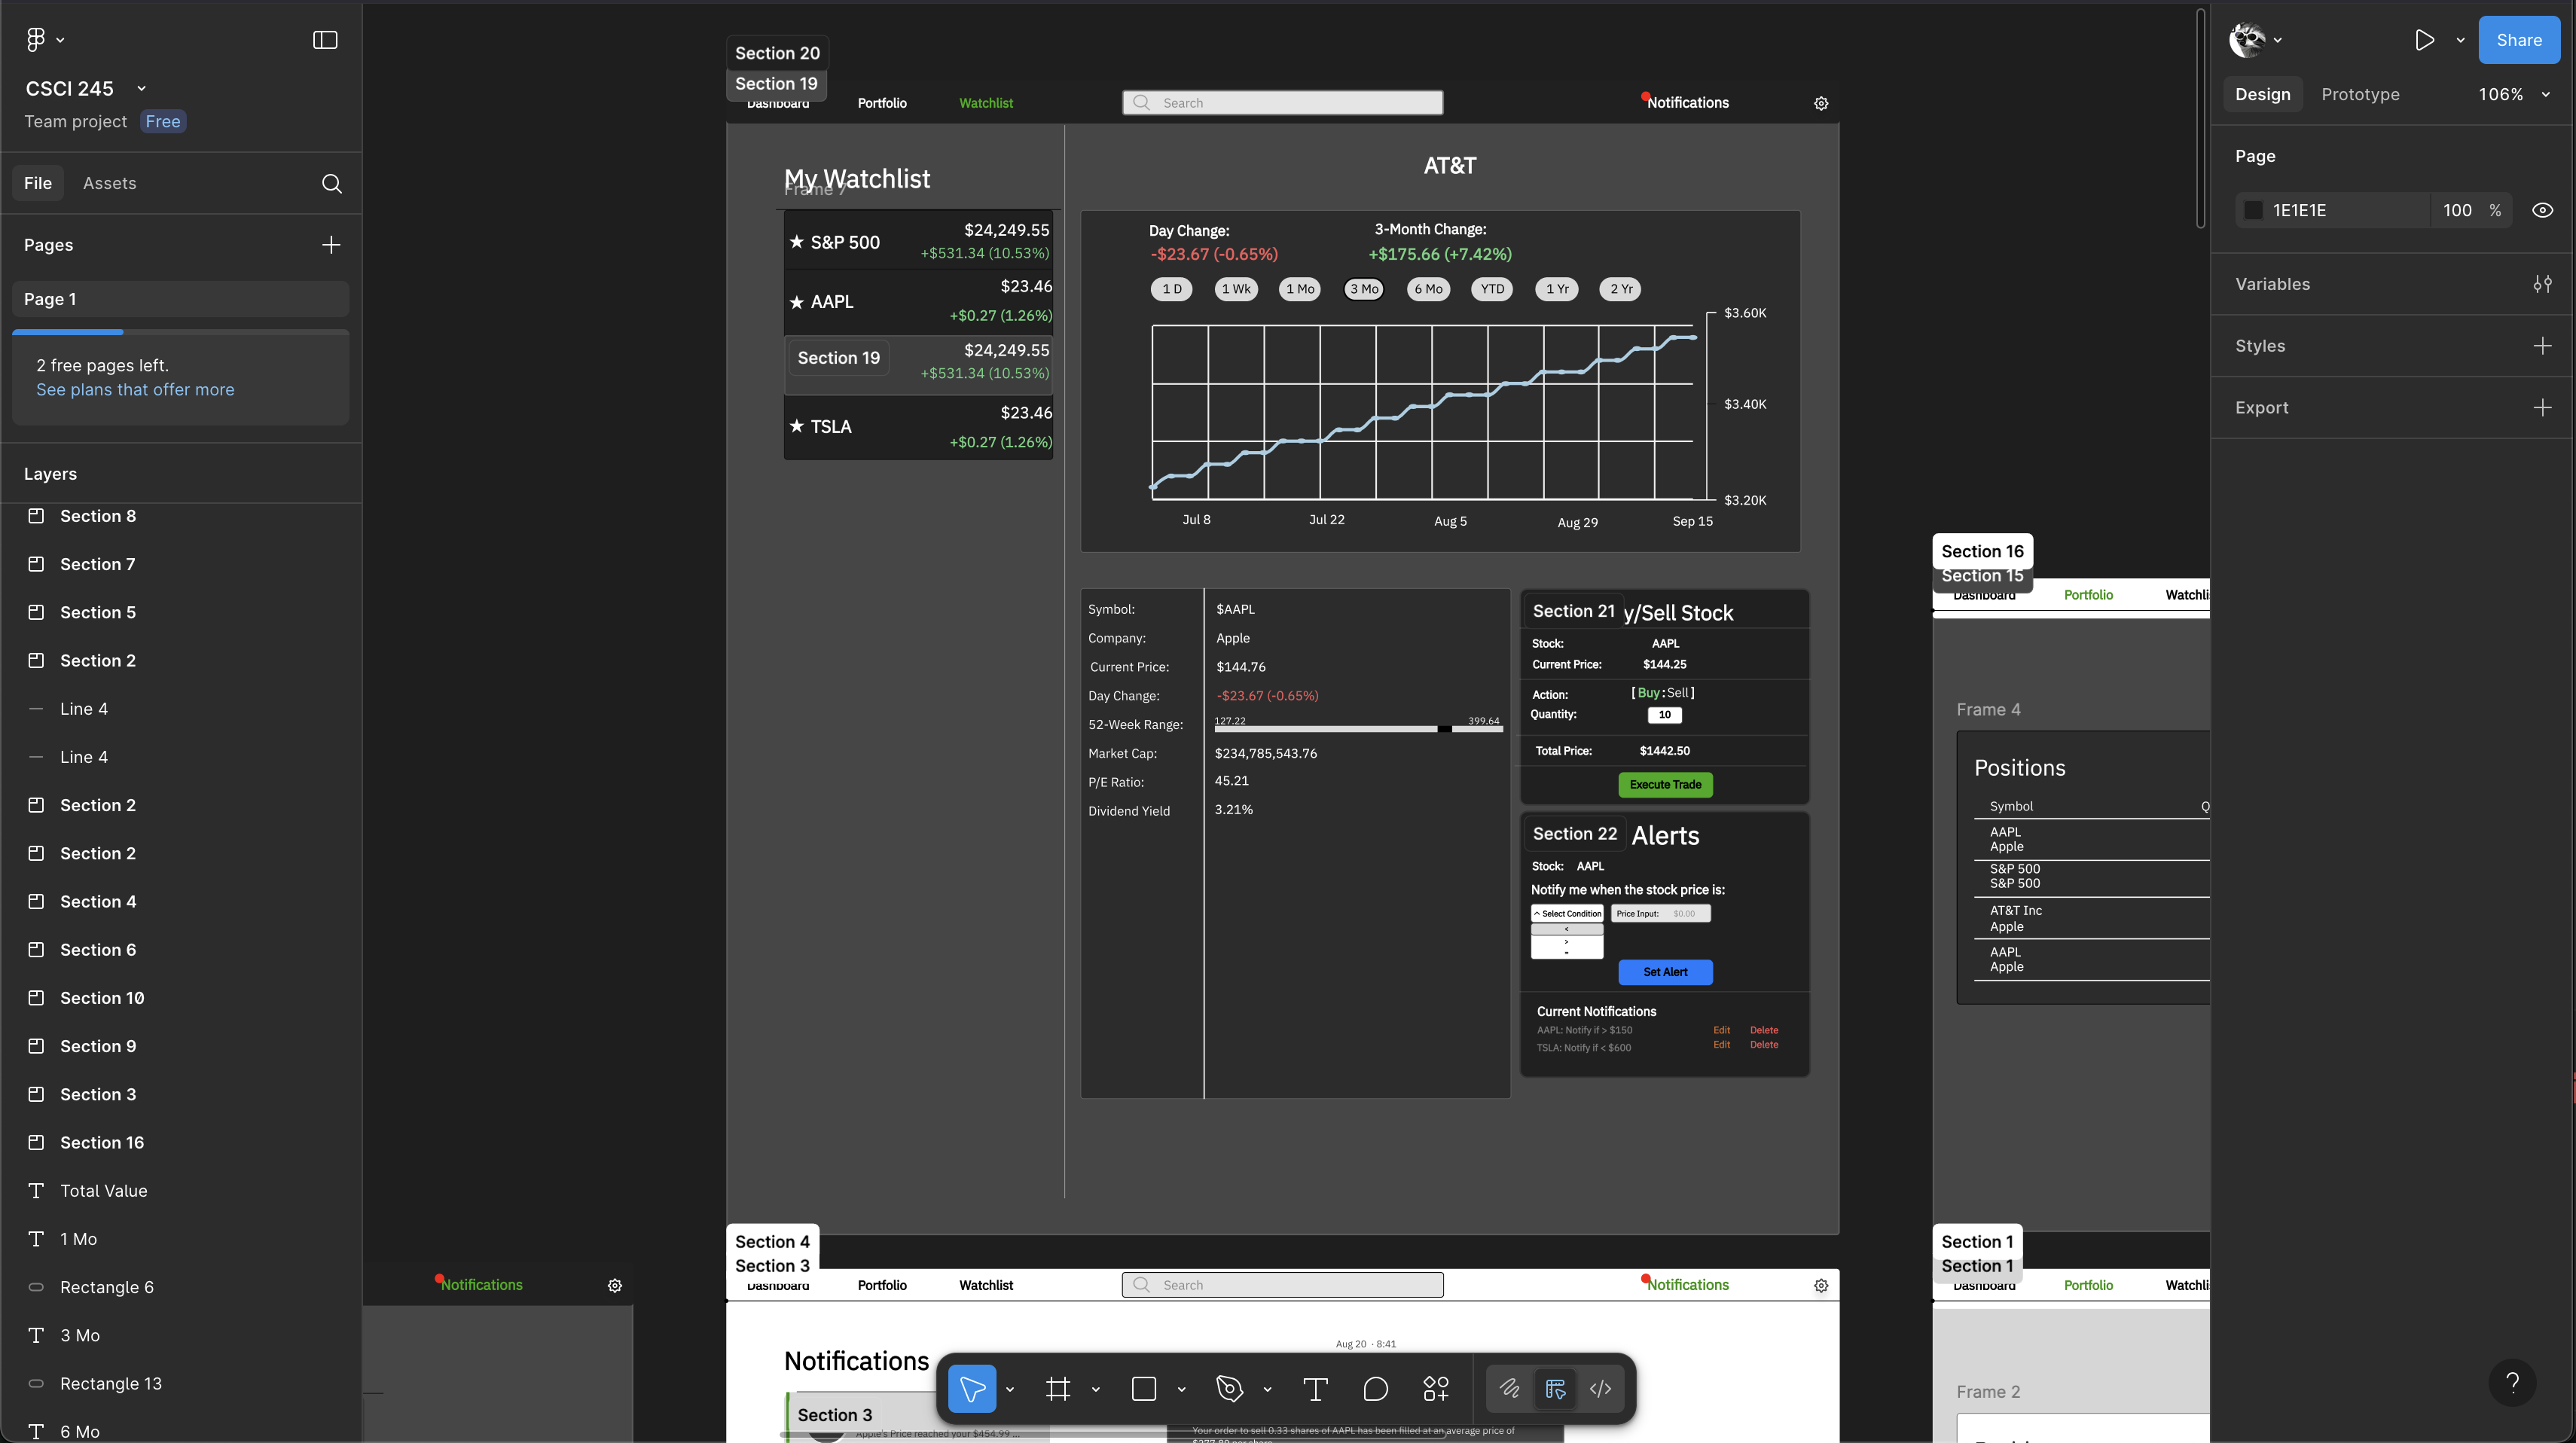 CSCI 245
Team project Free
File Assets
Pages
Page 1
2 free pages left.
See plans that offer more
Layers
Section 8
Section 7
Section 5
Section 2
Line 4
Line 4
Section 2
Section 2
Section 4
Section 6
Section 10
Section 9
Section 3
Section 16
Total Value
1 Mo
Rectangle 6
3 Mo
Rectangle 13
6 Mo
Section 20
Section 19
Dashboard Portfolio Watchlist Search Notifications
My Watchlist
Frame 7
S&P 500 $24,249.55
+$531.34 (10.53%)
AAPL $23.46
+$0.27 (1.26%)
Section 19 $24,249.55
+$531.34 (10.53%)
TSLA $23.46
+$0.27 (1.26%)
AT&T
Day Change: 3-Month Change:
-$23.67 (-0.65%) +$175.66 (+7.42%)
1 D 1 Wk 1 Mo 3 Mo 6 Mo YTD 1 Yr 2 Yr
$3.60K
$3.40K
$3.20K
Jul 8 Jul 22 Aug 5 Aug 29 Sep 15
Symbol: $AAPL
Company: Apple
Current Price: $144.76
Day Change: -$23.67 (-0.65%)
52-Week Range: 127.22 399.64
Market Cap: $234,785,543.76
P/E Ratio: 45.21
Dividend Yield 3.21%
Section 21 y/Sell Stock
Stock: AAPL
Current Price: $144.25
Action: [ Buy : Sell ]
Quantity: 10
Total Price: $1442.50
Execute Trade
Section 22 Alerts
Stock: AAPL
Notify me when the stock price is:
^ Select Condition Price Input: $0.00
<
>
=
Set Alert
Current Notifications
AAPL: Notify if > $150 Edit Delete
TSLA: Notify if < $600 Edit Delete
Section 16
Section 15
Dashboard Portfolio Watchli
Frame 4
Positions
Symbol Q
AAPL
Apple
S&P 500
S&P 500
AT&T Inc
Apple
AAPL
Apple
Notifications
Section 4
Section 3
Dashboard Portfolio Watchlist Search Notifications
Notifications
Aug 20 · 8:41
Section 3
Apple's Price reached your $454.99 ...
Your order to sell 0.33 shares of AAPL has been filled at an average price of
Section 1
Section 1
Dashboard Portfolio Watchli
Frame 2
Share
Design Prototype 106%
Page
1E1E1E 100 %
Variables
Styles
Export
?